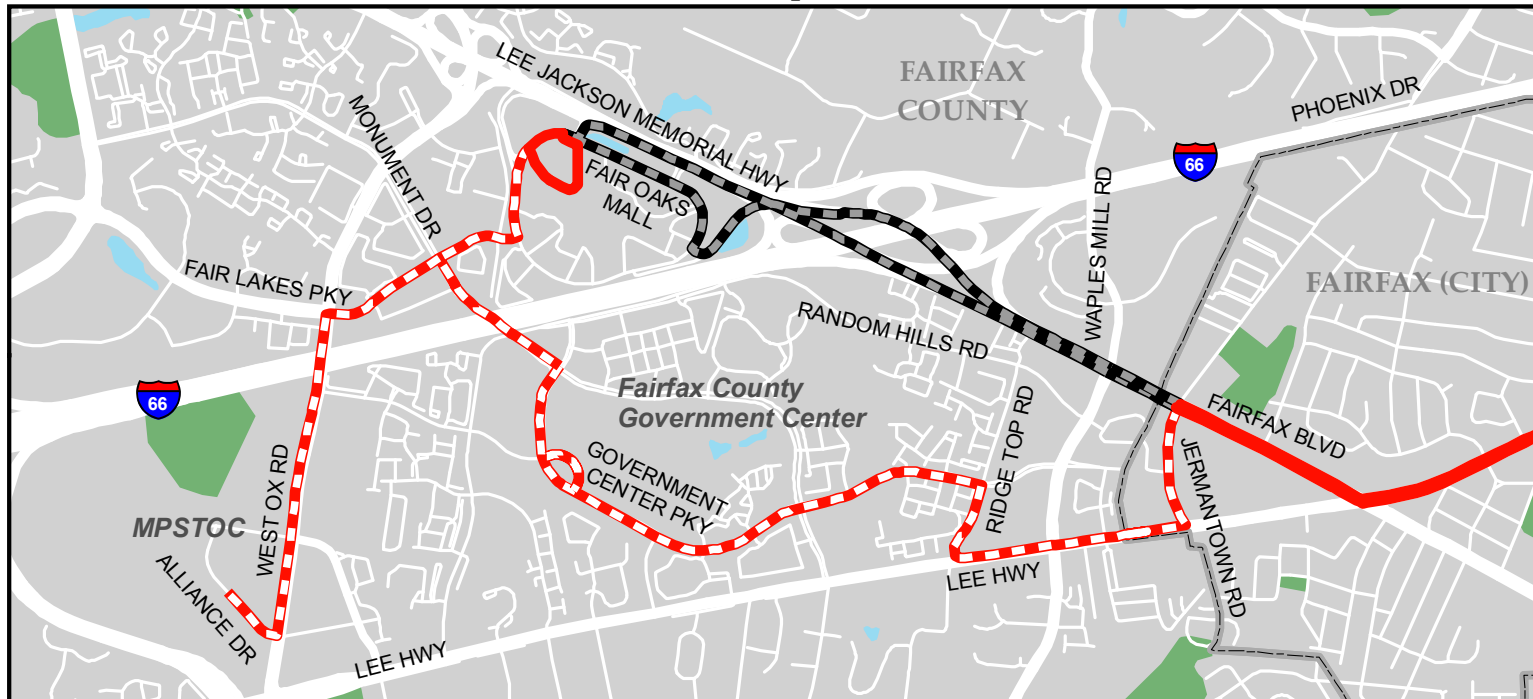 LEE JACKSON MEMORIAL HWY
FAIRFAX
COUNTY
PHOENIX DR
MONUMENT DR
66
WAPLES MILL RD
FAIR OAKS
MALL
FAIR LAKES PKY
FAIRFAX (CITY)
RANDOM HILLS RD
66
Fairfax County
Government Center
FAIRFAX BLVD
RIDGE TOP RD
JERMANTOWN RD
GOVERNMENT
CENTER PKY
WEST OX RD
MPSTOC
ALLIANCE DR
LEE HWY
LEE HWY